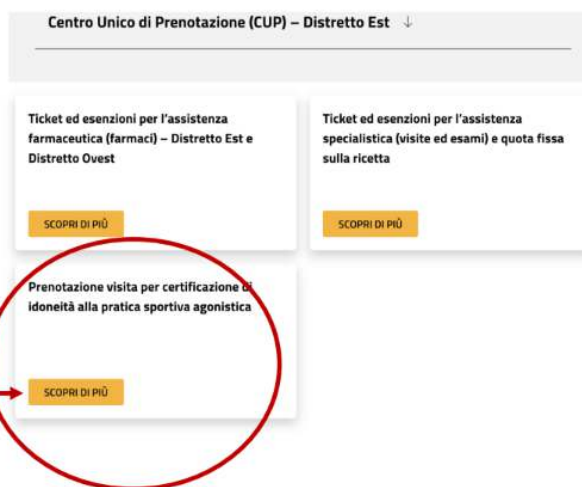 Centro Unico di Prenotazione (CUP) – Distretto Est ↓
Ticket ed esenzioni per l'assistenza
farmaceutica (farmaci) – Distretto Est e
Distretto Ovest
SCOPRI DI PIÙ
Ticket ed esenzioni per l'assistenza
specialistica (visite ed esami) e quota fissa
sulla ricetta
SCOPRI DI PIÙ
Prenotazione visita per certificazione di
idoneità alla pratica sportiva agonistica
SCOPRI DI PIÙ